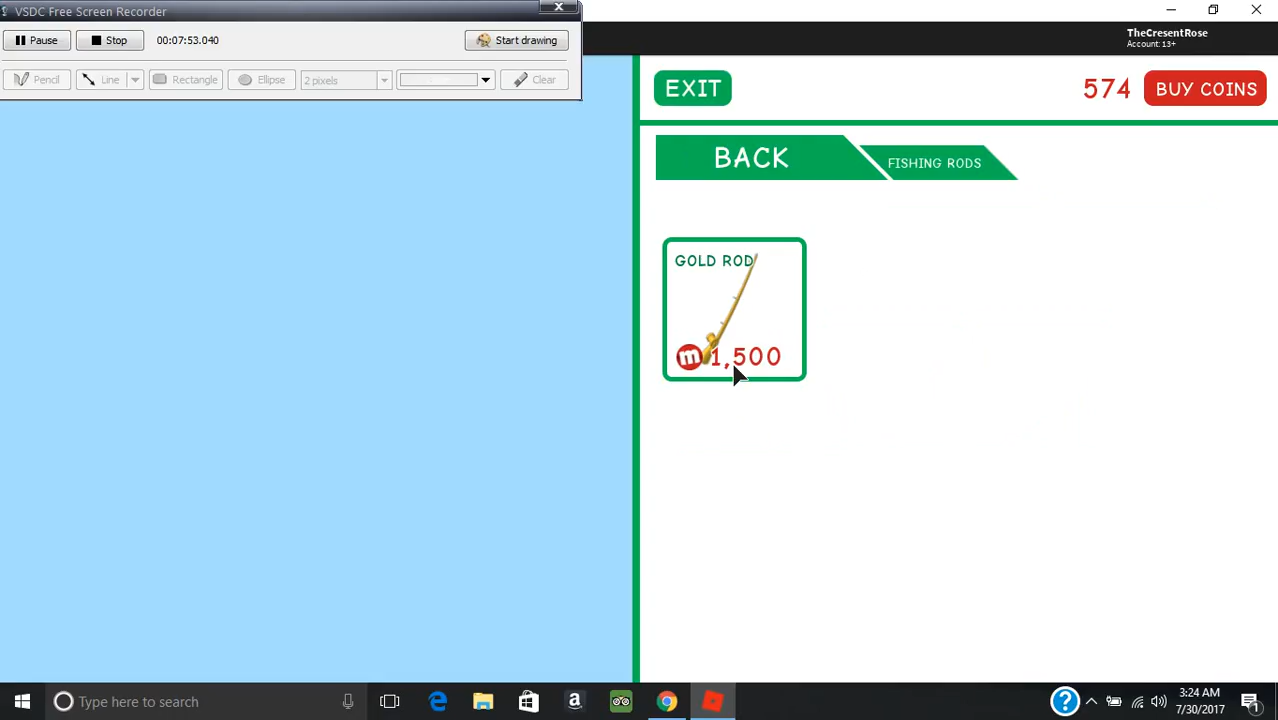 VSDC Free Screen Recorder
Pause
Stop
00:07:53.040
Start drawing
Pencil
Line
Rectangle
Ellipse
2 pixels
Clear
TheCresentRose
Account: 13+
EXIT
574
BUY COINS
BACK
FISHING RODS
GOLD ROD
m 1,500
Type here to search
a
3:24 AM
7/30/2017
1